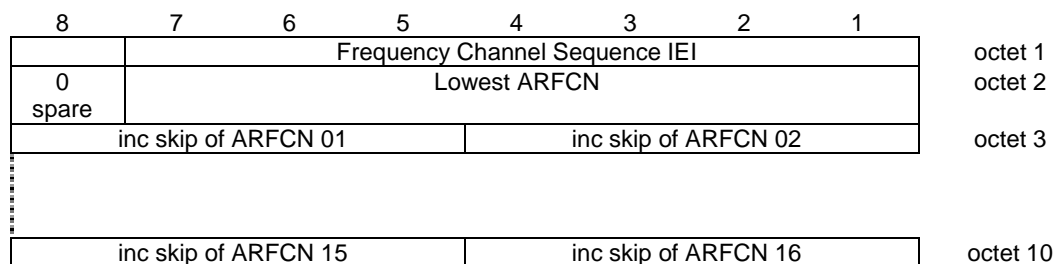 8 7 6 5 4 3 2 1
Frequency Channel Sequence IEI octet 1
0 Lowest ARFCN octet 2
spare
inc skip of ARFCN 01 inc skip of ARFCN 02 octet 3
inc skip of ARFCN 15 inc skip of ARFCN 16 octet 10